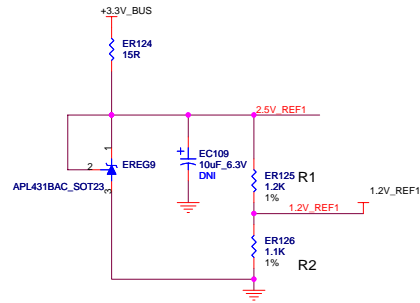 +3.3V_BUS
ER124
15R
2.5V_REF1
1
2
EREG9
APL431BAC_SOT23
3
EC109
10uF_6.3V
DNI
+
ER125 R1
1.2K
1%
1.2V_REF1
1.2V_REF1
ER126
1.1K
1% R2